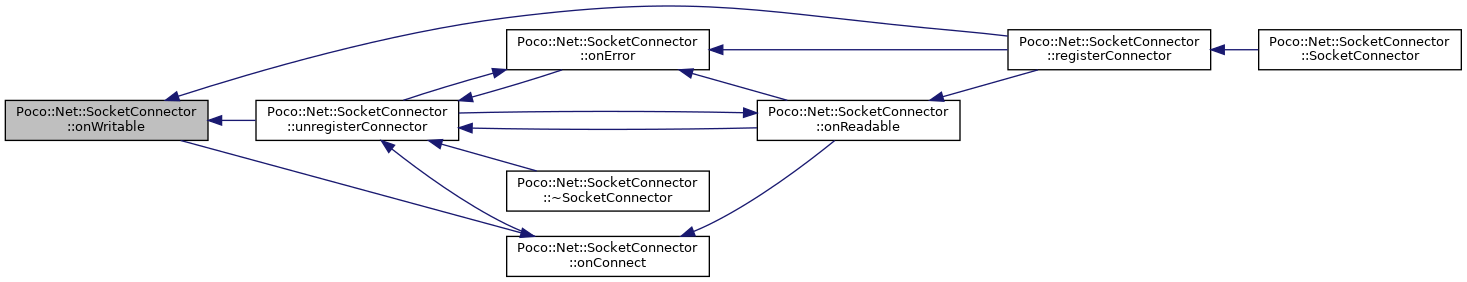 Poco::Net::SocketConnector
::onWritable
Poco::Net::SocketConnector
::unregisterConnector
Poco::Net::SocketConnector
::onError
Poco::Net::SocketConnector
::onReadable
Poco::Net::SocketConnector
::~SocketConnector
Poco::Net::SocketConnector
::onConnect
Poco::Net::SocketConnector
::registerConnector
Poco::Net::SocketConnector
::SocketConnector